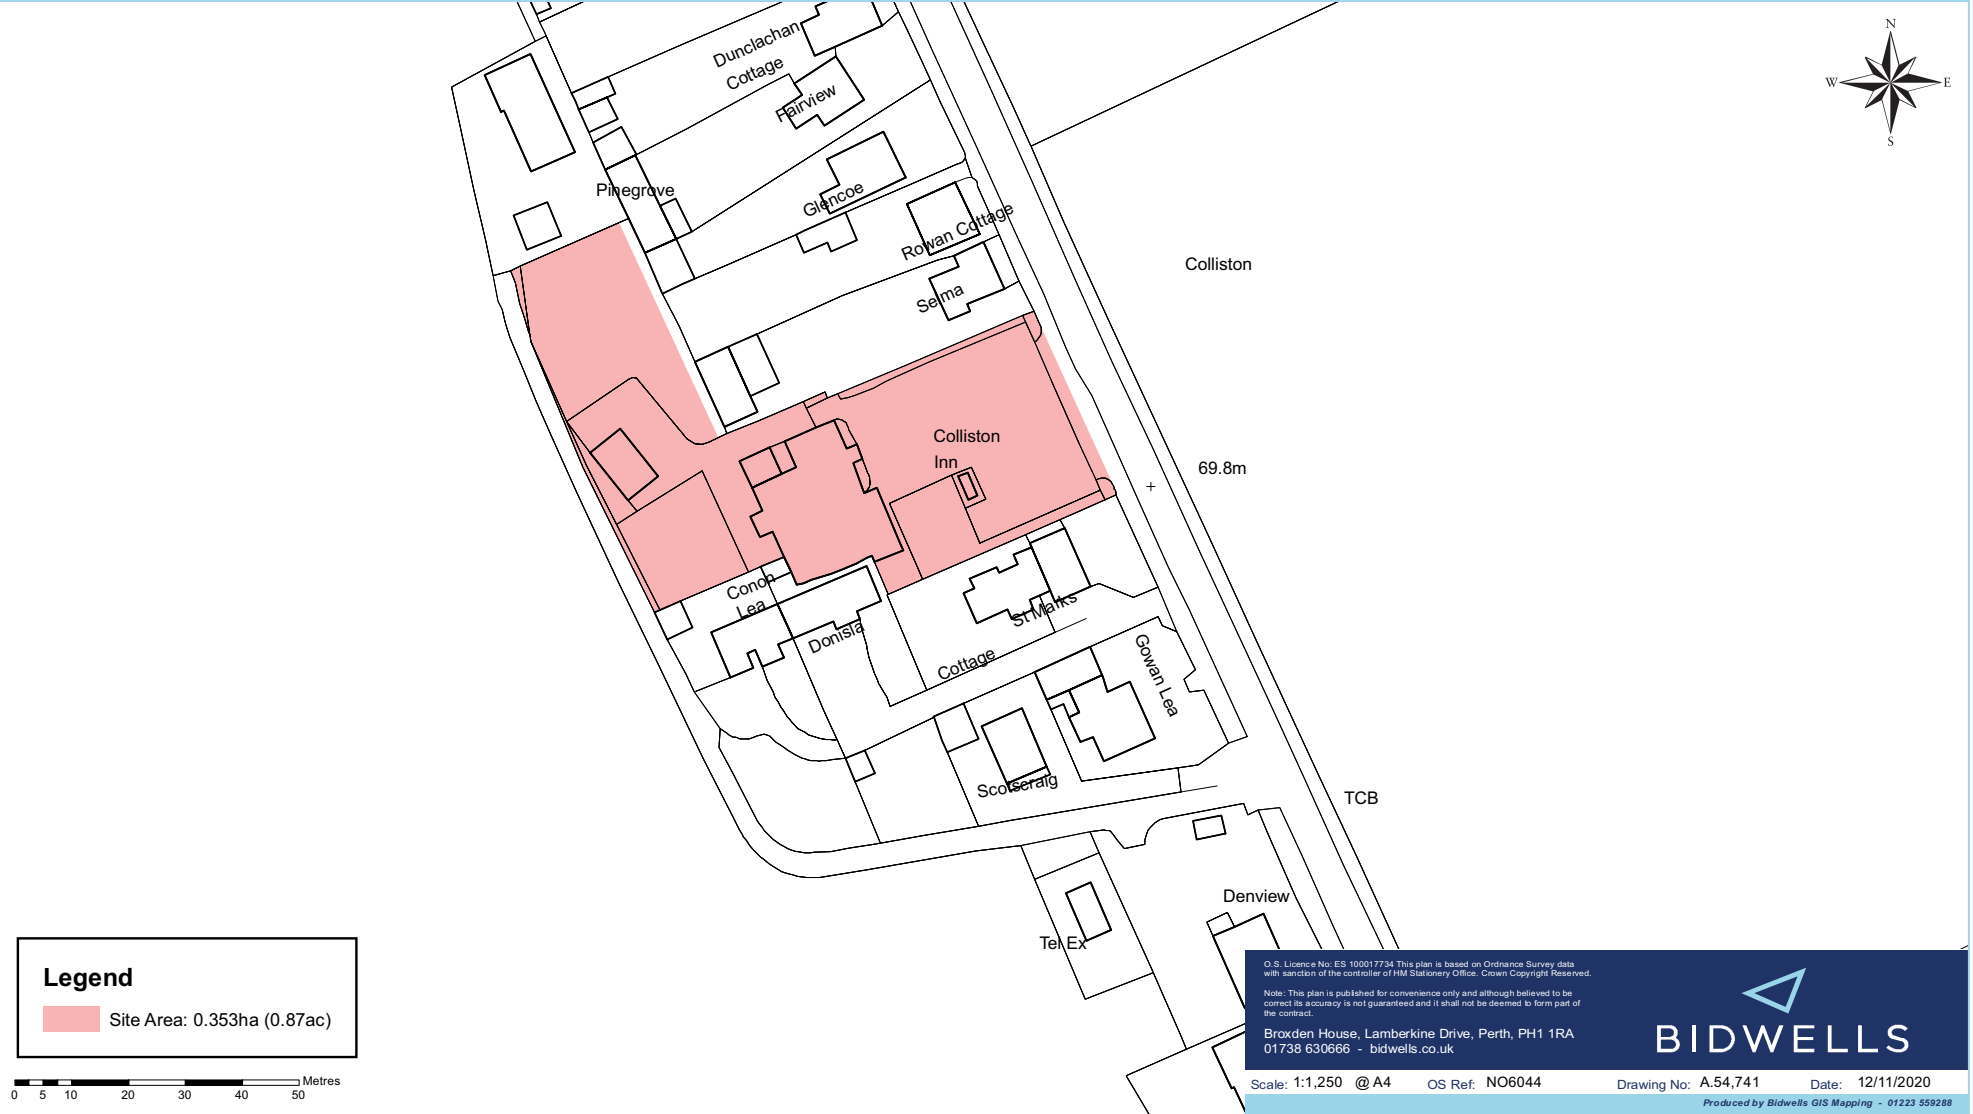 N
W
E
S
Dunclachan
Cottage
Fairview
Pinegrove
Glencoe
Rowan Cottage
Selma
Colliston
Colliston
Inn
69.8m
Conon
Lea
Donisla
St Marks
Cottage
Gowan Lea
Scotscraig
TCB
Denview
Tel Ex
Legend
Site Area: 0.353ha (0.87ac)
Metres
0 5 10 20 30 40 50
O.S. Licence No: ES 100017734 This plan is based on Ordnance Survey data
with sanction of the controller of HM Stationery Office. Crown Copyright Reserved.
Note: This plan is published for convenience only and although believed to be
correct its accuracy is not guaranteed and it shall not be deemed to form part of
the contract.
Broxden House, Lamberkine Drive, Perth, PH1 1RA
01738 630666 - bidwells.co.uk
BIDWELLS
Scale: 1:1,250 @ A4 OS Ref: NO6044 Drawing No: A.54,741 Date: 12/11/2020
Produced by Bidwells GIS Mapping - 01223 559288